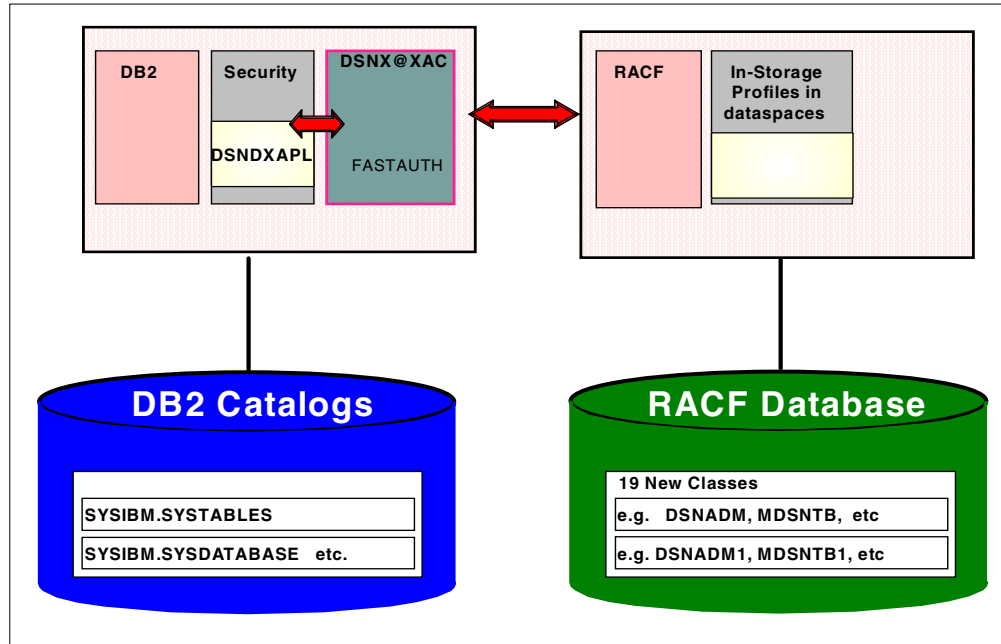 DB2
Security
DSNDXAPL
DSNX@XAC
FASTAUTH
RACF
In-Storage
Profiles in
dataspaces
DB2 Catalogs
SYSIBM.SYSTABLES
SYSIBM.SYSDATABASE etc.
RACF Database
19 New Classes
e.g. DSNADM, MDSNTB, etc
e.g. DSNADM1, MDSNTB1, etc